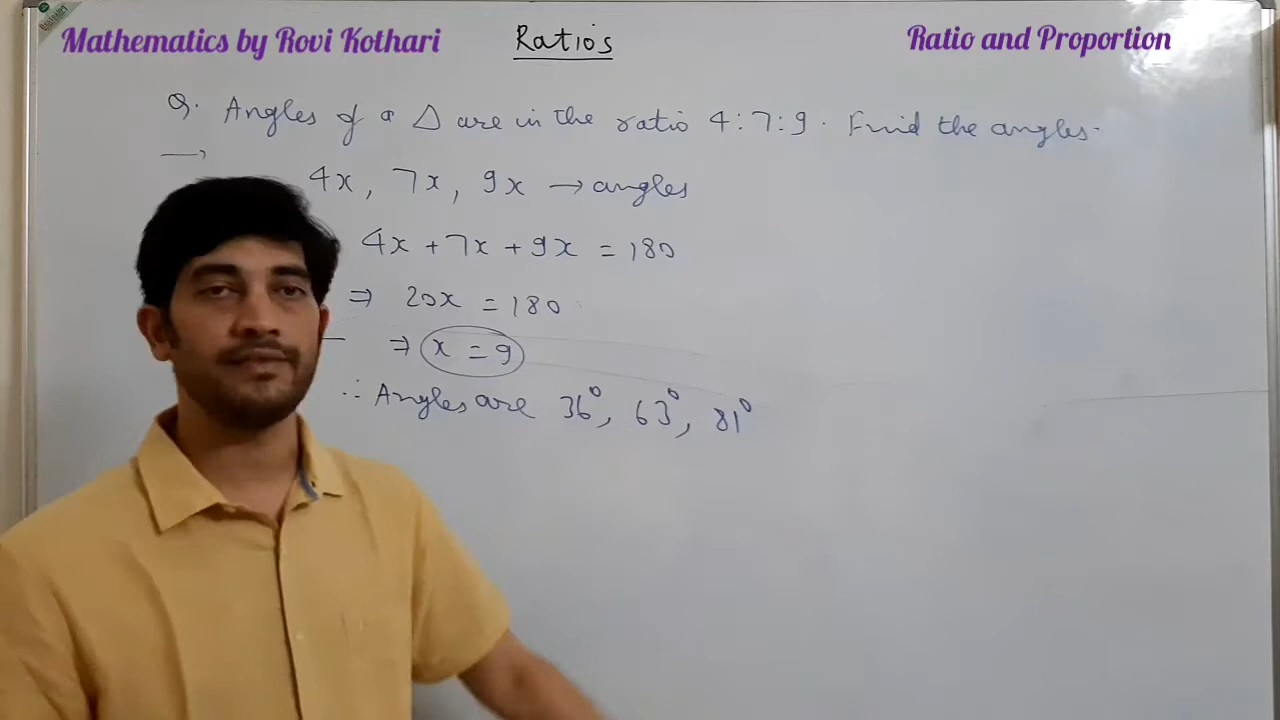 Mathematics by Rovi Kothari
Ratios
Ratio and Proportion
Q. Angles of a Δ are in the ratio 4:7:9. Find the angles.
→ 4x, 7x, 9x → angles
4x + 7x + 9x = 180
⇒ 20x = 180
⇒ x = 9
∴ Angles are 36°, 63°, 81°